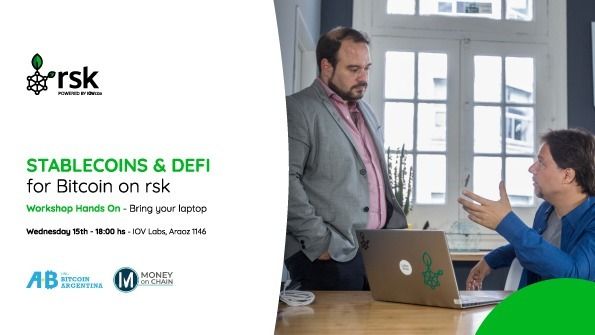 rsk
POWERED BY IOVlabs
STABLECOINS & DEFI
for Bitcoin on rsk
Workshop Hands On - Bring your laptop
Wednesday 15th - 18:00 hs - IOV Labs, Araoz 1146
BITCOIN
ARGENTINA
M
MONEY
on CHAIN